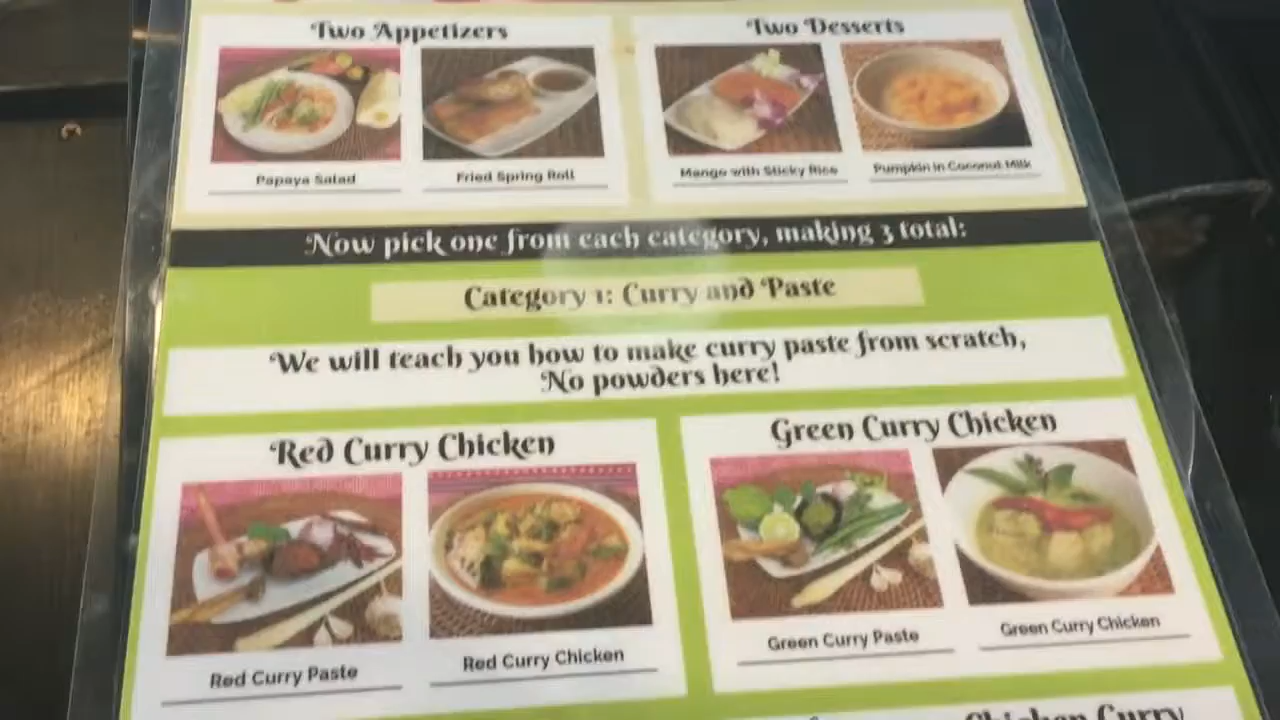 Two Appetizers
Two Desserts
Papaya Salad
Fried Spring Roll
Mango with Sticky Rice
Pumpkin in Coconut Milk
Now pick one from each category, making 3 total:
Category 1: Curry and Paste
We will teach you how to make curry paste from scratch,
No powders here!
Red Curry Chicken
Green Curry Chicken
Red Curry Paste
Red Curry Chicken
Green Curry Paste
Green Curry Chicken
Chicken Curry